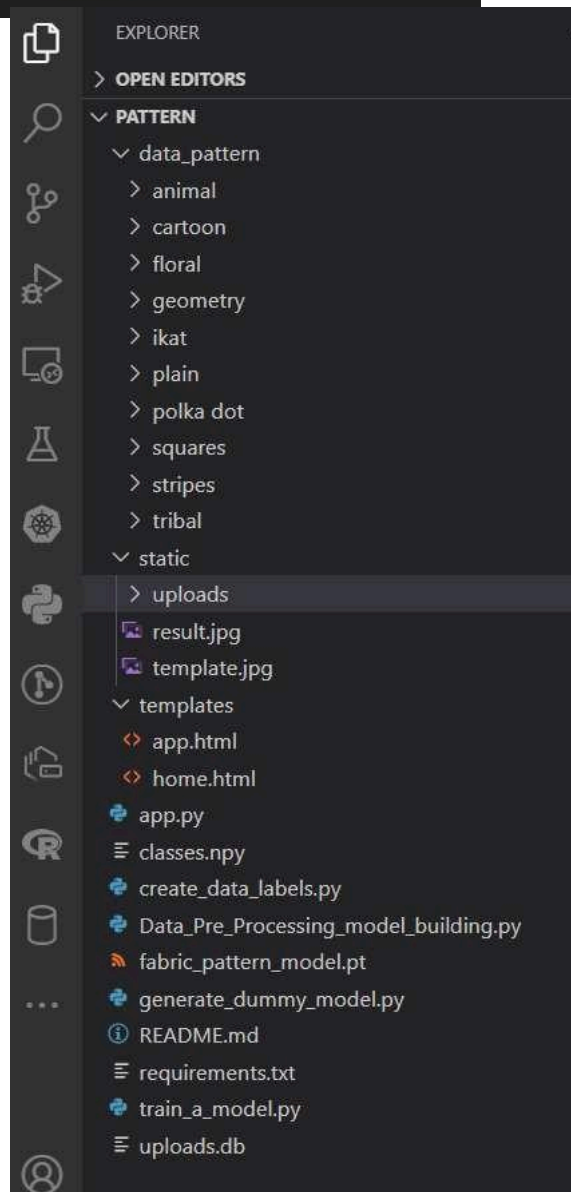 EXPLORER
OPEN EDITORS
PATTERN
data_pattern
animal
cartoon
floral
geometry
ikat
plain
polka dot
squares
stripes
tribal
static
uploads
result.jpg
template.jpg
templates
app.html
home.html
app.py
classes.npy
create_data_labels.py
Data_Pre_Processing_model_building.py
fabric_pattern_model.pt
generate_dummy_model.py
README.md
requirements.txt
train_a_model.py
uploads.db